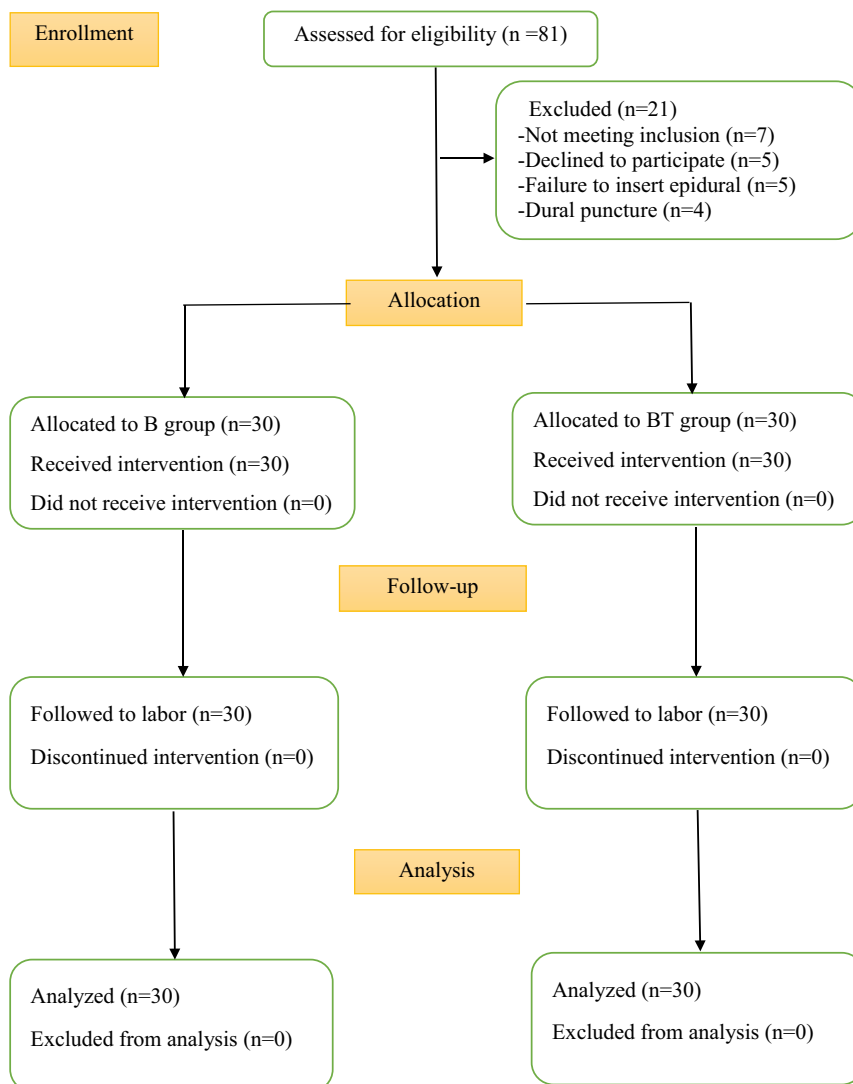 Enrollment
Assessed for eligibility (n =81)
Excluded (n=21)
-Not meeting inclusion (n=7)
-Declined to participate (n=5)
-Failure to insert epidural (n=5)
-Dural puncture (n=4)
Allocation
Allocated to B group (n=30)
Received intervention (n=30)
Did not receive intervention (n=0)
Allocated to BT group (n=30)
Received intervention (n=30)
Did not receive intervention (n=0)
Follow-up
Followed to labor (n=30)
Discontinued intervention (n=0)
Followed to labor (n=30)
Discontinued intervention (n=0)
Analysis
Analyzed (n=30)
Excluded from analysis (n=0)
Analyzed (n=30)
Excluded from analysis (n=0)